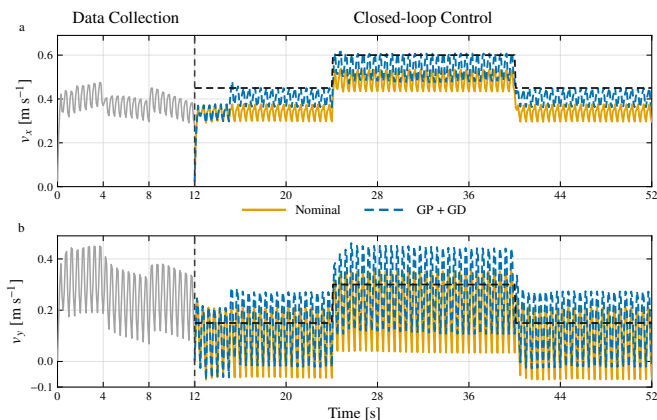 Data Collection Closed-loop Control
a
0.6
0.4
0.2
0.0
v_x [m s⁻¹]
0 4 8 12 20 28 36 44 52
Nominal GP + GD
b
0.4
0.2
0.0
−0.1
v_y [m s⁻¹]
0 4 8 12 20 28 36 44 52
Time [s]